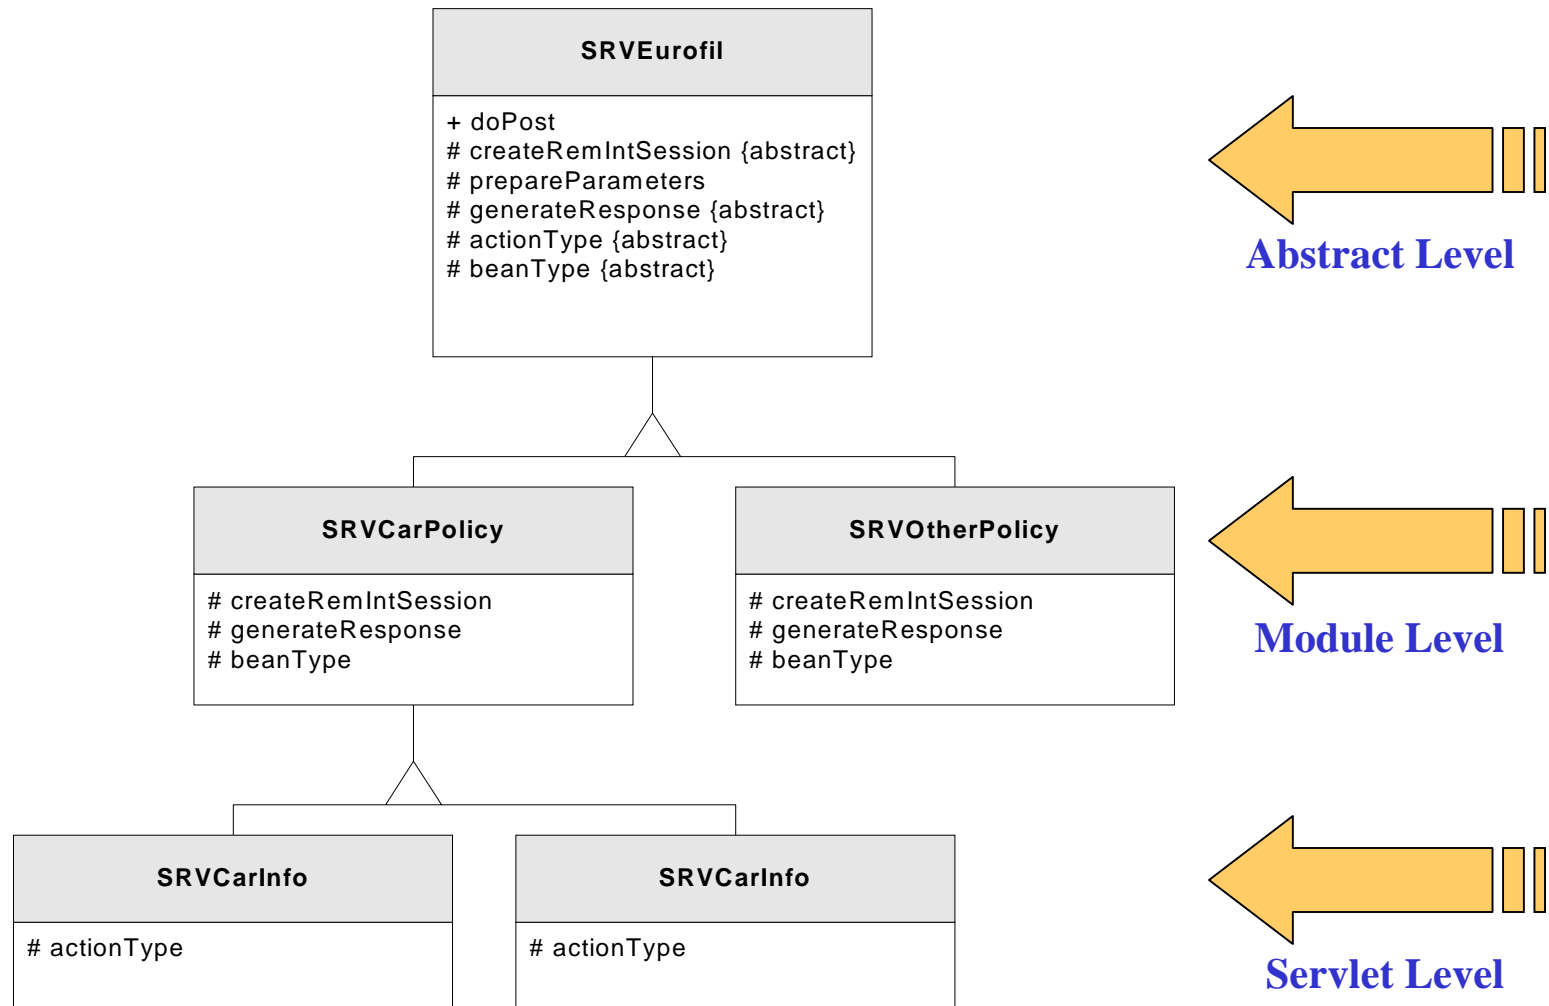 SRVEurofil
+ doPost
# createRemIntSession {abstract}
# prepareParameters
# generateResponse {abstract}
# actionType {abstract}
# beanType {abstract}
Abstract Level
SRVCarPolicy
# createRemIntSession
# generateResponse
# beanType
SRVOtherPolicy
# createRemIntSession
# generateResponse
# beanType
Module Level
SRVCarInfo
# actionType
SRVCarInfo
# actionType
Servlet Level